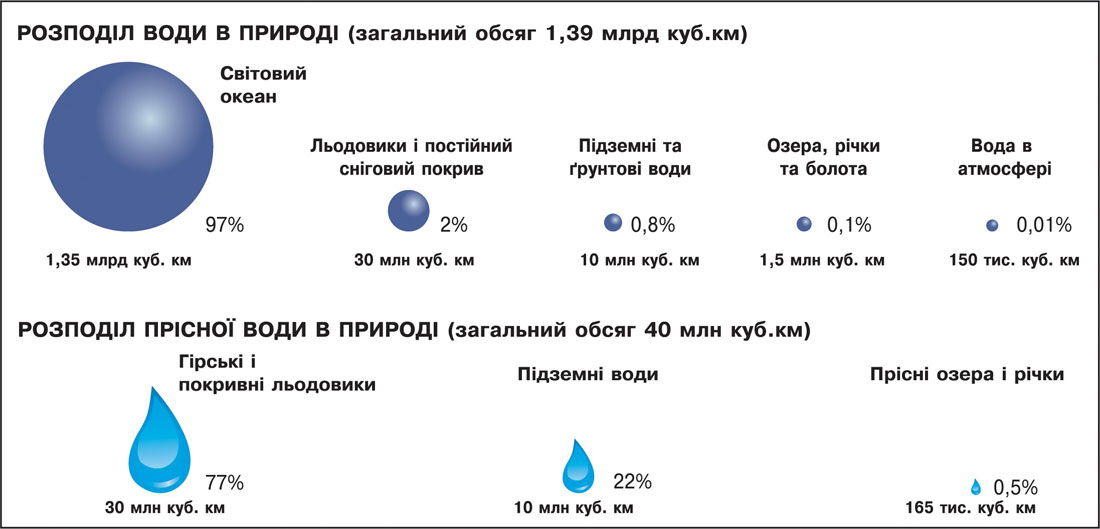 РОЗПОДІЛ ВОДИ В ПРИРОДІ (загальний обсяг 1,39 млрд куб.км)
Світовий
океан
97%
1,35 млрд куб. км
Льодовики і постійний
сніговий покрив
2%
30 млн куб. км
Підземні та
ґрунтові води
0,8%
10 млн куб. км
Озера, річки
та болота
0,1%
1,5 млн куб. км
Вода в
атмосфері
0,01%
150 тис. куб. км
РОЗПОДІЛ ПРІСНОЇ ВОДИ В ПРИРОДІ (загальний обсяг 40 млн куб.км)
Гірські і
покривні льодовики
77%
30 млн куб. км
Підземні води
22%
10 млн куб. км
Прісні озера і річки
0,5%
165 тис. куб. км